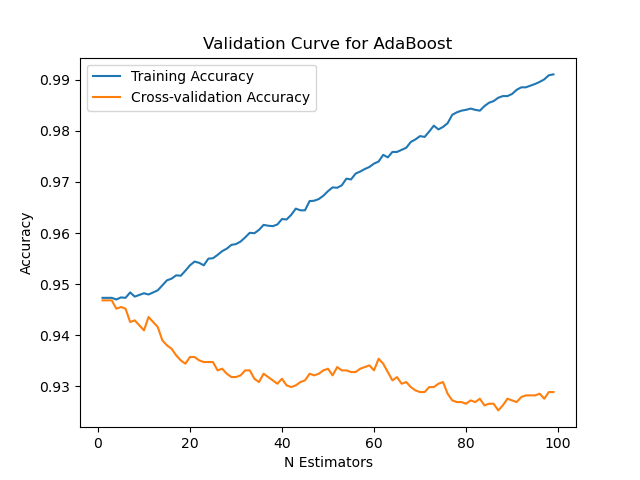 Validation Curve for AdaBoost
Training Accuracy
Cross-validation Accuracy
Accuracy
0.99
0.98
0.97
0.96
0.95
0.94
0.93
0 20 40 60 80 100
N Estimators